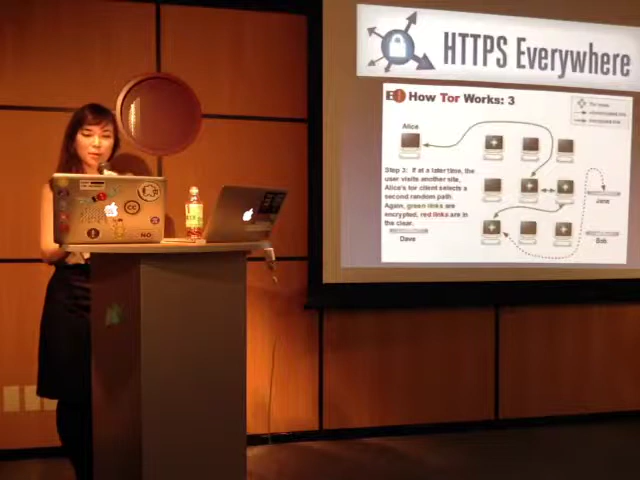 HTTPS Everywhere
How Tor Works: 3
Alice
Step 3: If at a later time, the
user visits another site,
Alice's tor client selects a
second random path.
Again, green links are
encrypted, red links are in
the clear.
Dave
Jane
Bob
CC
NO